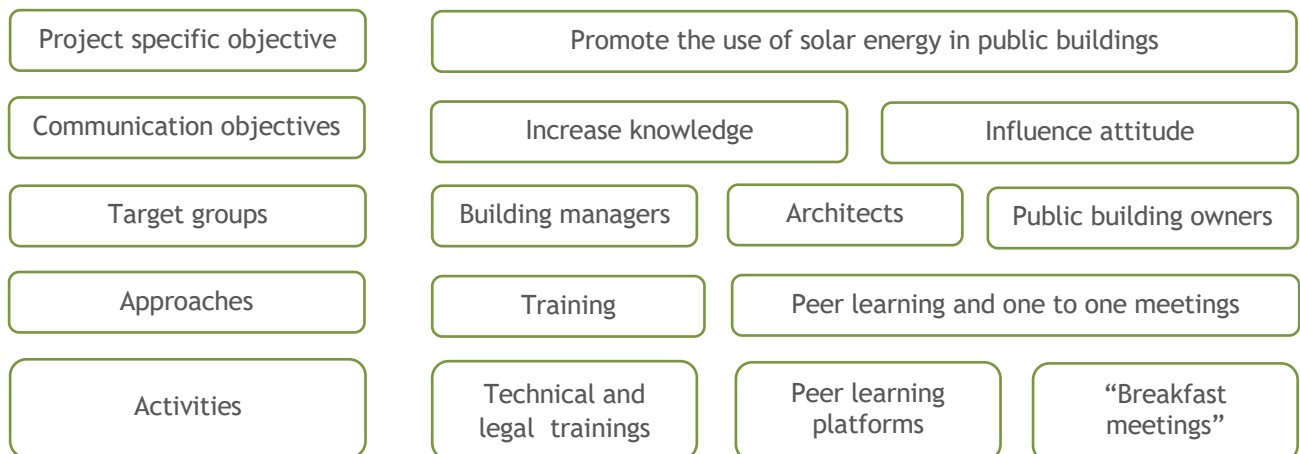 Project specific objective
Promote the use of solar energy in public buildings
Communication objectives
Increase knowledge
Influence attitude
Target groups
Building managers
Architects
Public building owners
Approaches
Training
Peer learning and one to one meetings
Activities
Technical and
legal  trainings
Peer learning
platforms
“Breakfast
meetings”